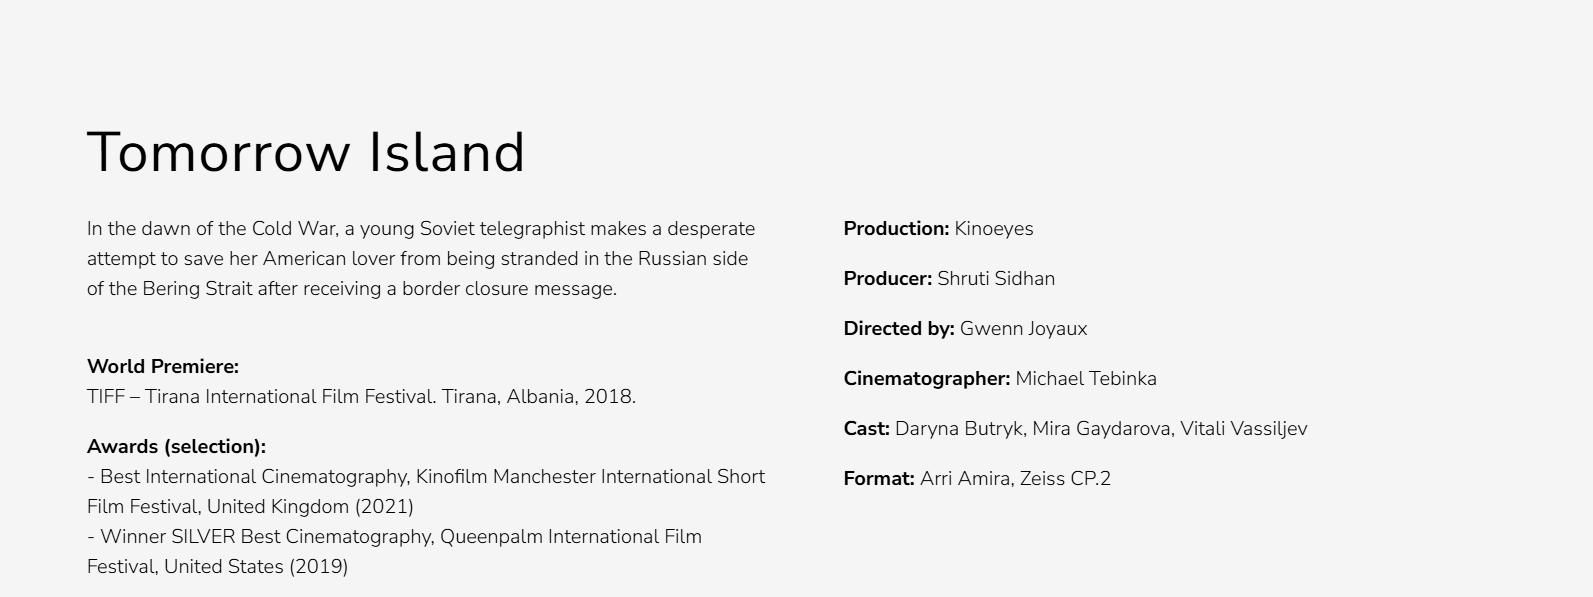 Tomorrow Island
In the dawn of the Cold War, a young Soviet telegraphist makes a desperate
attempt to save her American lover from being stranded in the Russian side
of the Bering Strait after receiving a border closure message.
World Premiere:
TIFF – Tirana International Film Festival. Tirana, Albania, 2018.
Awards (selection):
- Best International Cinematography, Kinofilm Manchester International Short
Film Festival, United Kingdom (2021)
- Winner SILVER Best Cinematography, Queenpalm International Film
Festival, United States (2019)
Production: Kinoeyes
Producer: Shruti Sidhan
Directed by: Gwenn Joyaux
Cinematographer: Michael Tebinka
Cast: Daryna Butryk, Mira Gaydarova, Vitali Vassiljev
Format: Arri Amira, Zeiss CP.2